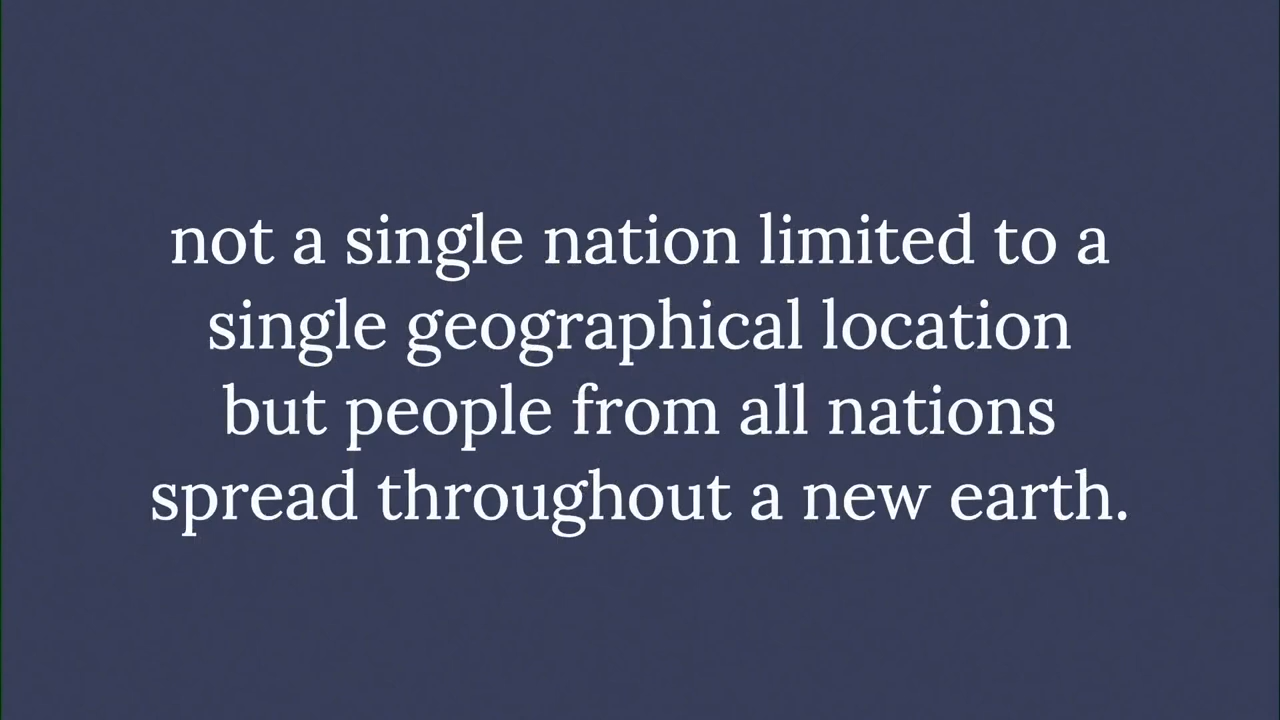 not a single nation limited to a
single geographical location
but people from all nations
spread throughout a new earth.